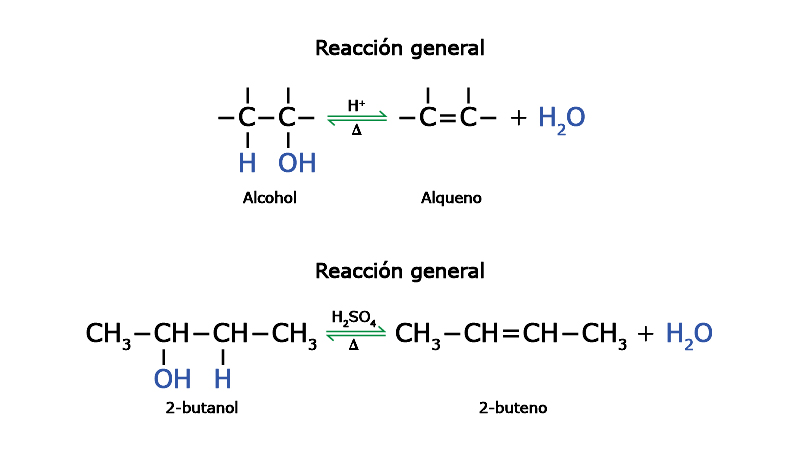 Reacción general
–C–C– H⁺ Δ –C=C– + H₂O
H OH
Alcohol Alqueno
Reacción general
CH₃–CH–CH–CH₃ H₂SO₄ Δ CH₃–CH=CH–CH₃ + H₂O
OH H
2-butanol 2-buteno